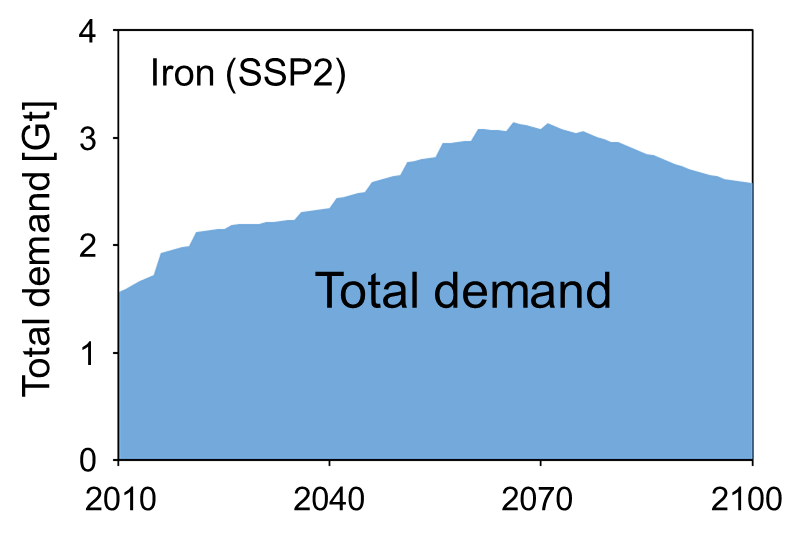 4
Iron (SSP2)
3
Total demand [Gt]
2
Total demand
1
0
2010 2040 2070 2100